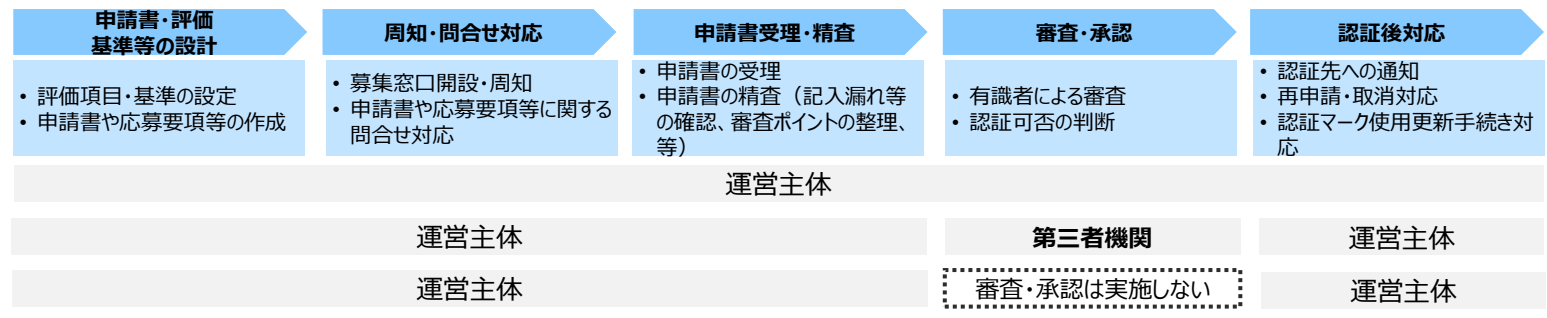 申請書・評価
基準等の設計
周知・問合せ対応
申請書受理・精査
審査・承認
認証後対応
• 評価項目・基準の設定
• 申請書や応募要項等の作成
• 募集窓口開設・周知
• 申請書や応募要項等に関する
問合せ対応
• 申請書の受理
• 申請書の精査（記入漏れ等
の確認、審査ポイントの整理、
等）
• 有識者による審査
• 認証可否の判断
• 認証先への通知
• 再申請・取消対応
• 認証マーク使用更新手続き対
応
運営主体
運営主体
第三者機関
運営主体
運営主体
審査・承認は実施しない
運営主体